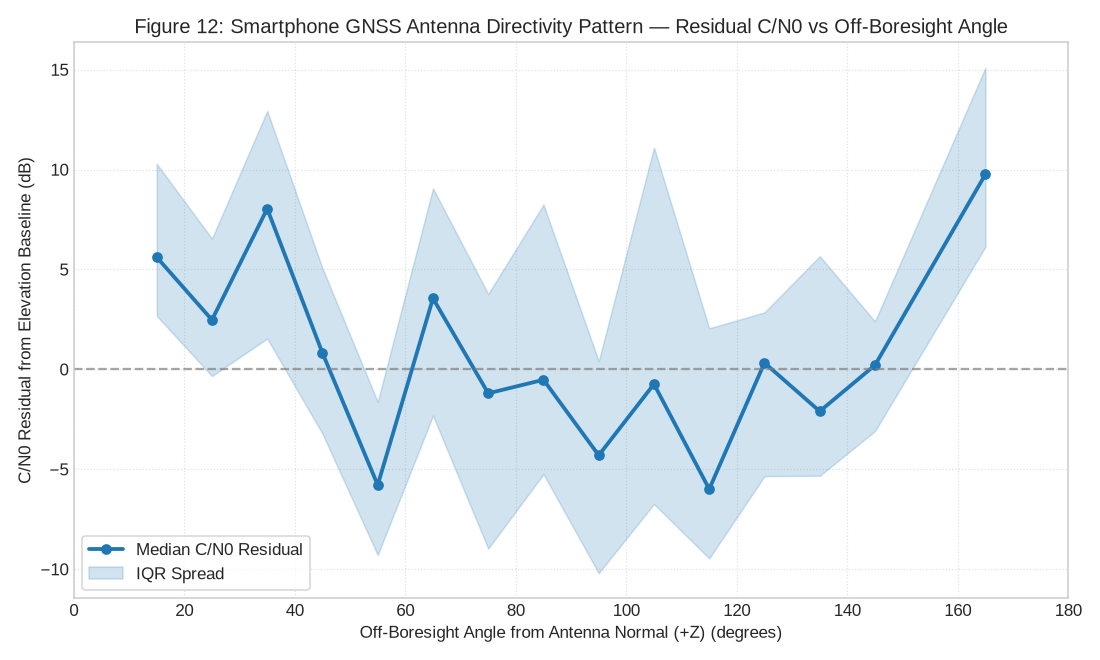 Figure 12: Smartphone GNSS Antenna Directivity Pattern — Residual C/N0 vs Off-Boresight Angle
C/N0 Residual from Elevation Baseline (dB)
15
10
5
0
−5
−10
Median C/N0 Residual
IQR Spread
0 20 40 60 80 100 120 140 160 180
Off-Boresight Angle from Antenna Normal (+Z) (degrees)